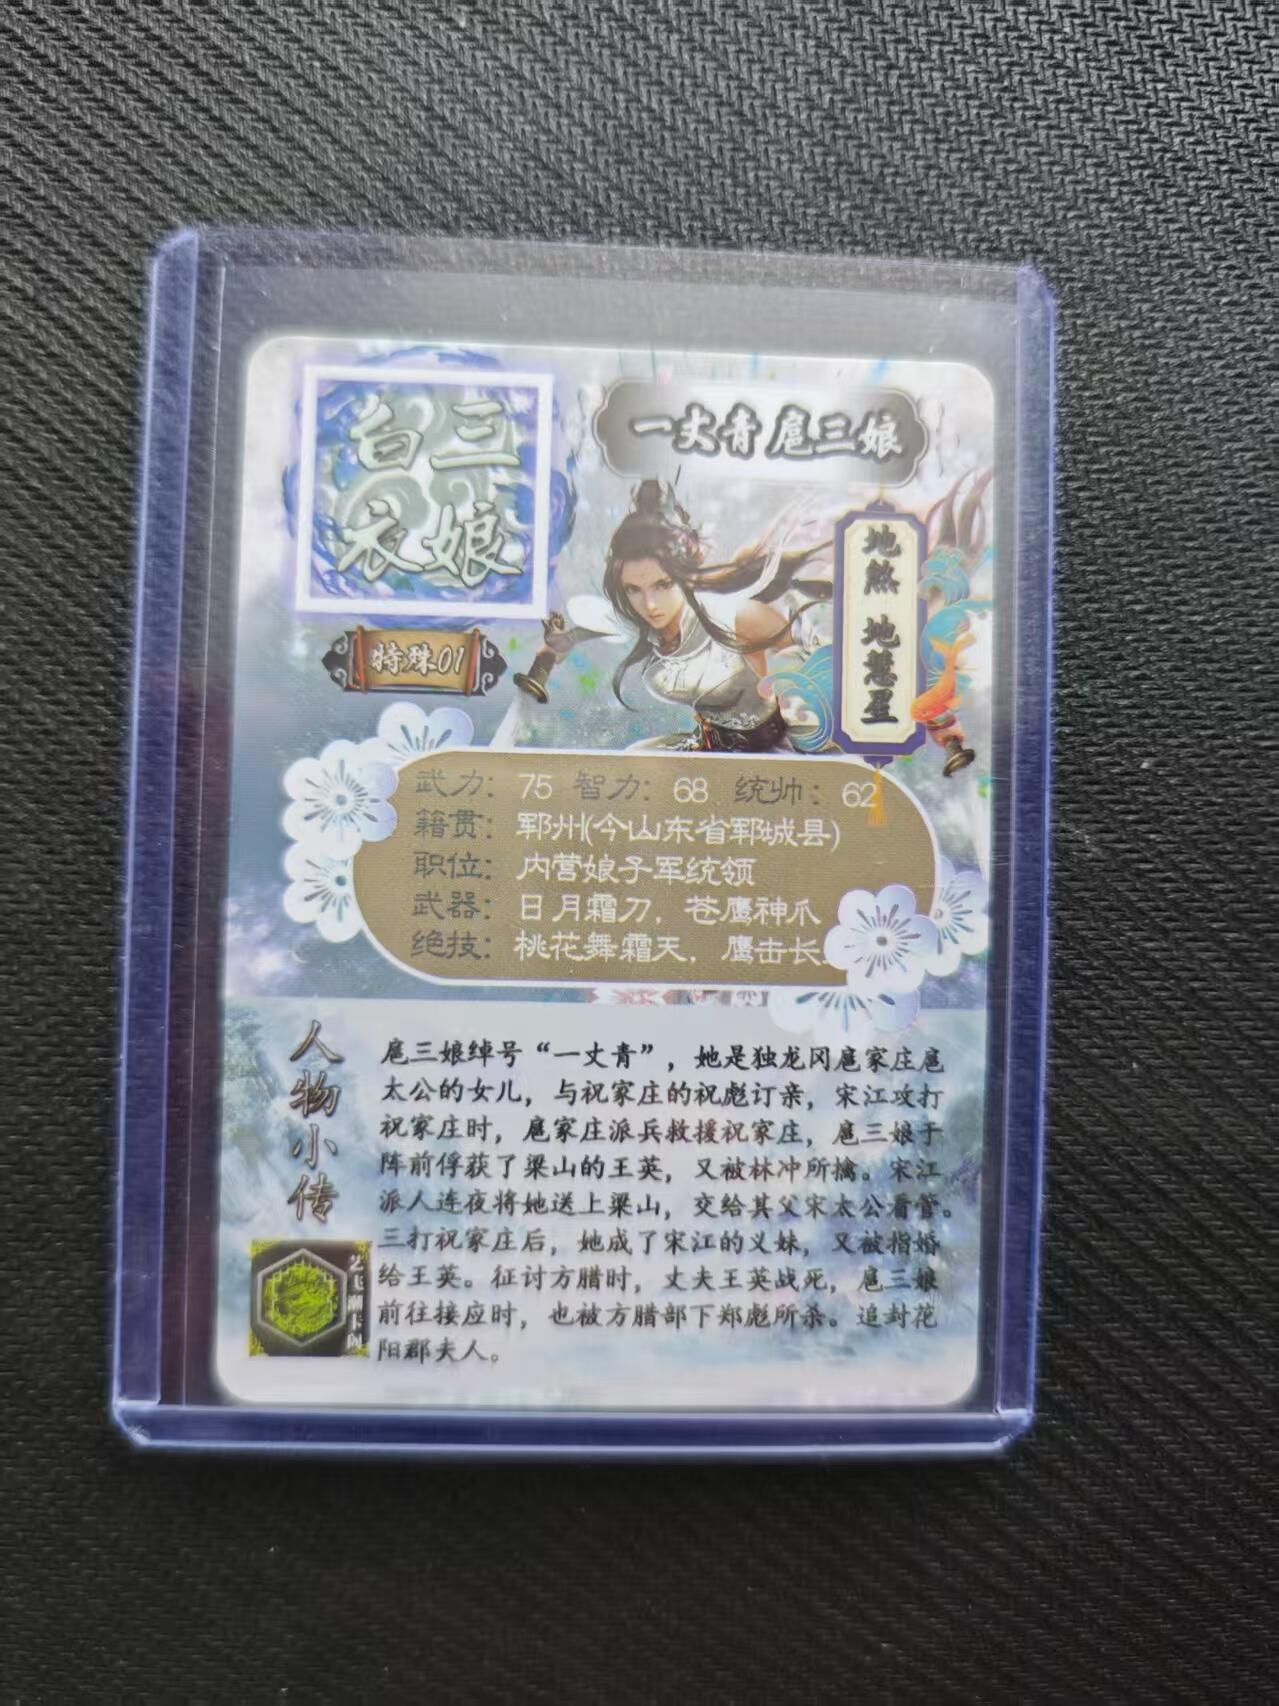 三娘
白衣
一丈青 扈三娘
特殊01
地煞 地慧星
武力: 75 智力: 68 统帅: 62
籍贯: 郓州(今山东省郓城县)
职位: 内营娘子军统领
武器: 日月霜刀, 苍鹰神爪
绝技: 桃花舞霜天, 鹰击长
人物小传
扈三娘绰号“一丈青”，她是独龙冈扈家庄扈
太公的女儿，与祝家庄的祝彪订亲，宋江攻打
祝家庄时，扈家庄派兵救援祝家庄，扈三娘于
阵前俘获了梁山的王英，又被林冲所擒。宋江
派人连夜将她送上梁山，交给其父宋太公看管。
三打祝家庄后，她成了宋江的义妹，又被指婚
给王英。征讨方腊时，丈夫王英战死，扈三娘
前往接应时，也被方腊部下郑彪所杀。追封花
阳郡夫人。